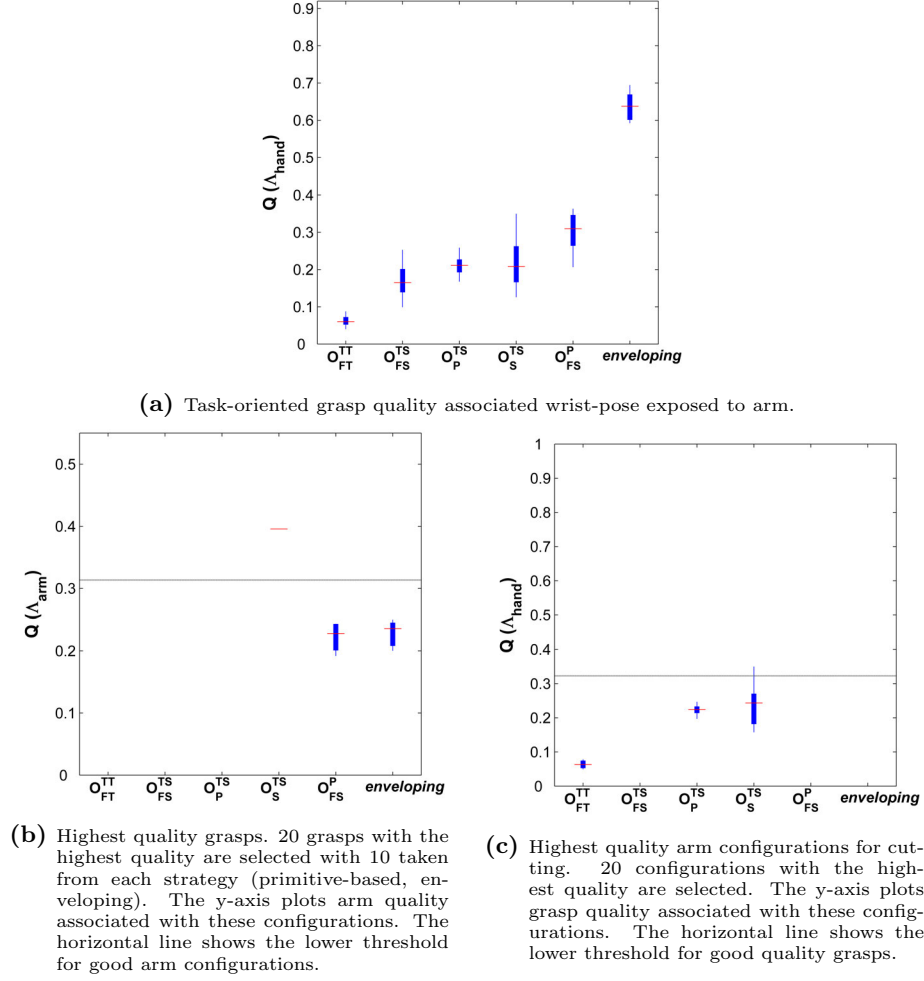 0.9
0.8
0.7
0.6
0.5
0.4
0.3
0.2
0.1
0
Q (Λhand)
O^TT_FT O^TS_FS O^TS_P O^TS_S O^P_FS enveloping
(a) Task-oriented grasp quality associated wrist-pose exposed to arm.
0.5
0.4
0.3
0.2
0.1
0
Q (Λarm)
O^TT_FT O^TS_FS O^TS_P O^TS_S O^P_FS enveloping
(b) Highest quality grasps. 20 grasps with the
highest quality are selected with 10 taken
from each strategy (primitive-based, en-
veloping). The y-axis plots arm quality
associated with these configurations. The
horizontal line shows the lower threshold
for good arm configurations.
1
0.9
0.8
0.7
0.6
0.5
0.4
0.3
0.2
0.1
0
Q (Λhand)
O^TT_FT O^TS_FS O^TS_P O^TS_S O^P_FS enveloping
(c) Highest quality arm configurations for cut-
ting. 20 configurations with the high-
est quality are selected. The y-axis plots
grasp quality associated with these config-
urations. The horizontal line shows the
lower threshold for good quality grasps.